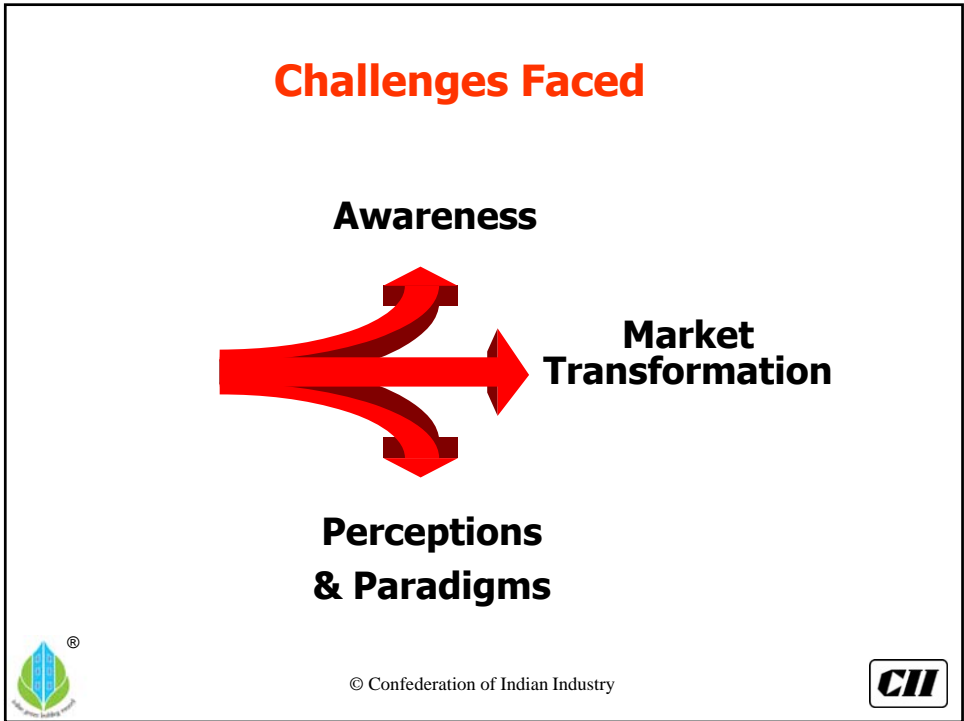 Challenges Faced
Awareness
Market
Transformation
Perceptions
& Paradigms
®
© Confederation of Indian Industry
CII